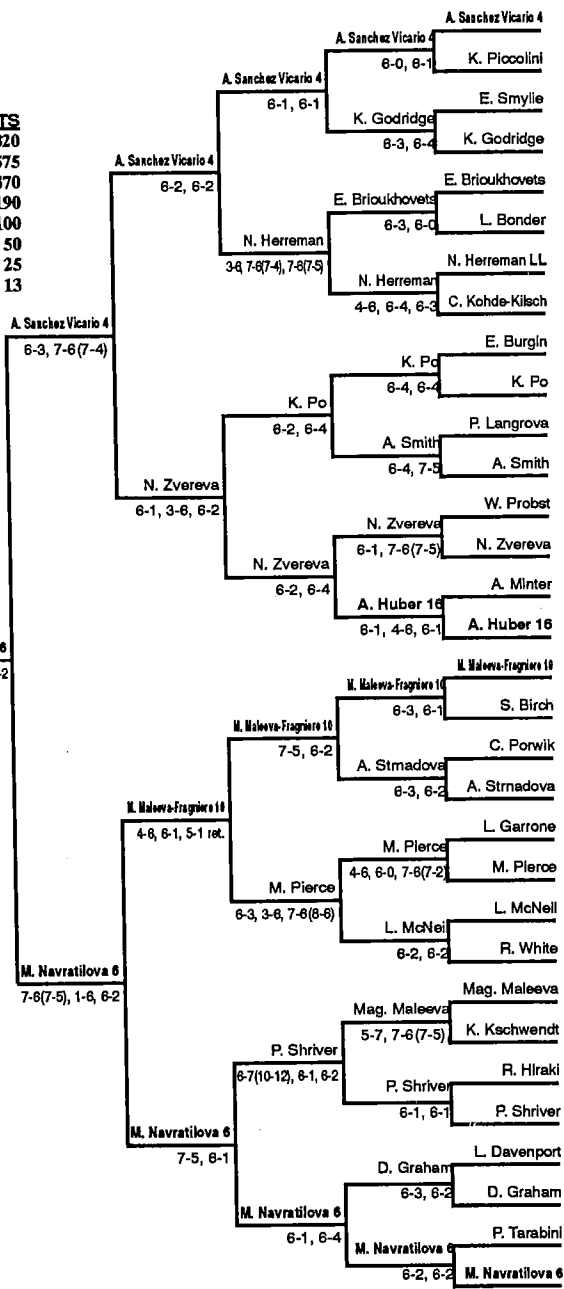 A. Sanchez Vicario 4
A. Sanchez Vicario 4
6-0, 6-1
K. Piccolini
A. Sanchez Vicario 4
6-1, 6-1
E. Smylie
K. Godridge
6-3, 6-4
K. Godridge
TS
320
575
370
190
100
50
25
13
A. Sanchez Vicario 4
6-2, 6-2
E. Brioukhovets
E. Brioukhovets
6-3, 6-0
L. Bonder
N. Herreman
3-6, 7-6(7-4), 7-6(7-5)
N. Herreman LL
N. Herreman
4-6, 6-4, 6-3
C. Kohde-Kilsch
A. Sanchez Vicario 4
6-3, 7-6(7-4)
E. Burgin
K. Po
6-4, 6-4
K. Po
K. Po
6-2, 6-4
P. Langrova
A. Smith
6-4, 7-5
A. Smith
N. Zvereva
6-1, 3-6, 6-2
W. Probst
N. Zvereva
6-1, 7-6(7-5)
N. Zvereva
N. Zvereva
6-2, 6-4
A. Minter
A. Huber 16
6-1, 4-6, 6-1
A. Huber 16
6
-2
M. Maleeva-Fragniere 10
M. Maleeva-Fragniere 10
6-3, 6-1
S. Birch
M. Maleeva-Fragniere 10
7-5, 6-2
C. Porwik
A. Strnadova
6-3, 6-2
A. Strnadova
M. Maleeva-Fragniere 10
4-6, 6-1, 5-1 ret.
L. Garrone
M. Pierce
4-6, 6-0, 7-6(7-2)
M. Pierce
M. Pierce
6-3, 3-6, 7-6(8-6)
L. McNeil
L. McNei
6-2, 6-2
R. White
M. Navratilova 6
7-6(7-5), 1-6, 6-2
Mag. Maleeva
Mag. Maleeva
5-7, 7-6(7-5)
K. Kschwendt
P. Shriver
6-7(10-12), 6-1, 6-2
R. Hiraki
P. Shriver
6-1, 6-1
P. Shriver
M. Navratilova 6
7-5, 6-1
L. Davenport
D. Graham
6-3, 6-2
D. Graham
M. Navratilova 6
6-1, 6-4
P. Tarabini
M. Navratilova 6
6-2, 6-2
M. Navratilova 6